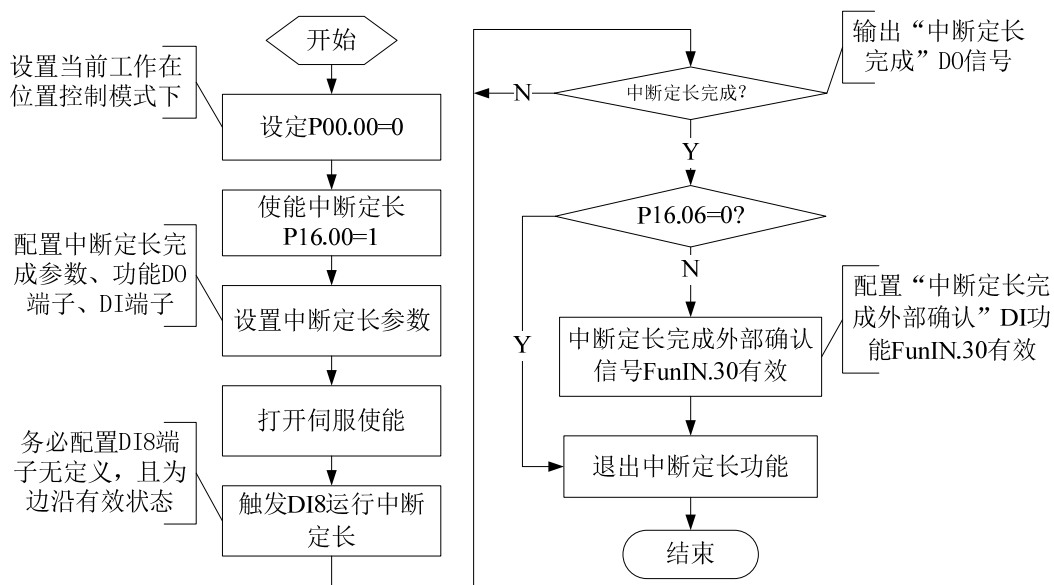 开始
设置当前工作在
位置控制模式下
设定P00.00=0
使能中断定长
P16.00=1
配置中断定长完
成参数、功能DO
端子、DI端子
设置中断定长参数
打开伺服使能
务必配置DI8端
子无定义，且为
边沿有效状态
触发DI8运行中断
定长
输出“中断定长
完成”DO信号
中断定长完成？
N
Y
P16.06=0?
N
Y
中断定长完成外部确认
信号FunIN.30有效
配置“中断定长完
成外部确认”DI功
能FunIN.30有效
退出中断定长功能
结束